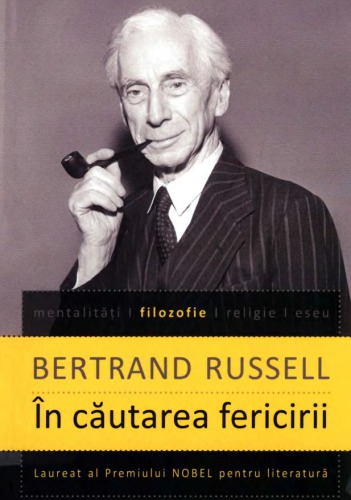 mentalități | filozofie | religie | eseu
BERTRAND RUSSELL
În căutarea fericirii
Laureat al Premiului NOBEL pentru literatură